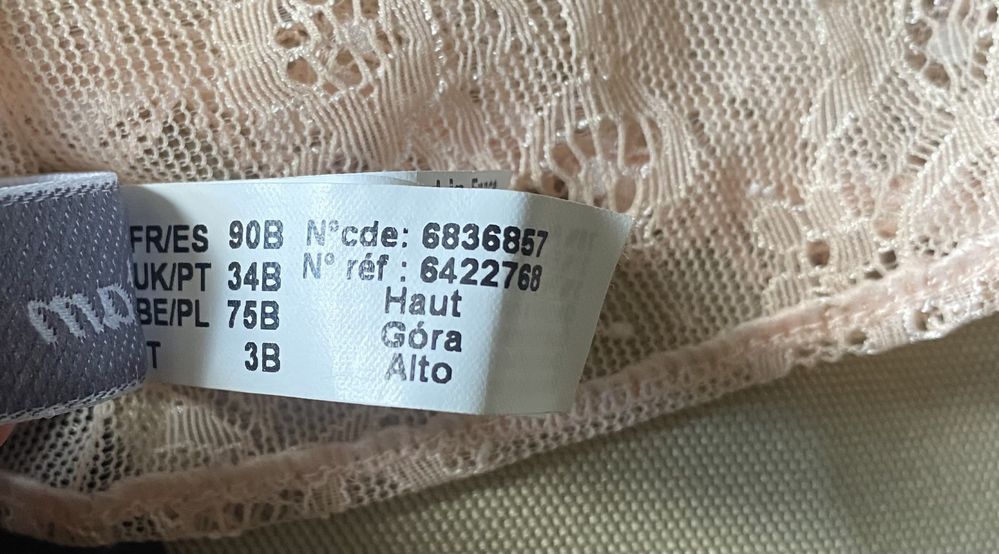 FR/ES 90B N°cde: 6836857
UK/PT 34B N° réf : 6422768
BE/PL 75B Haut
Góra
T 3B Alto